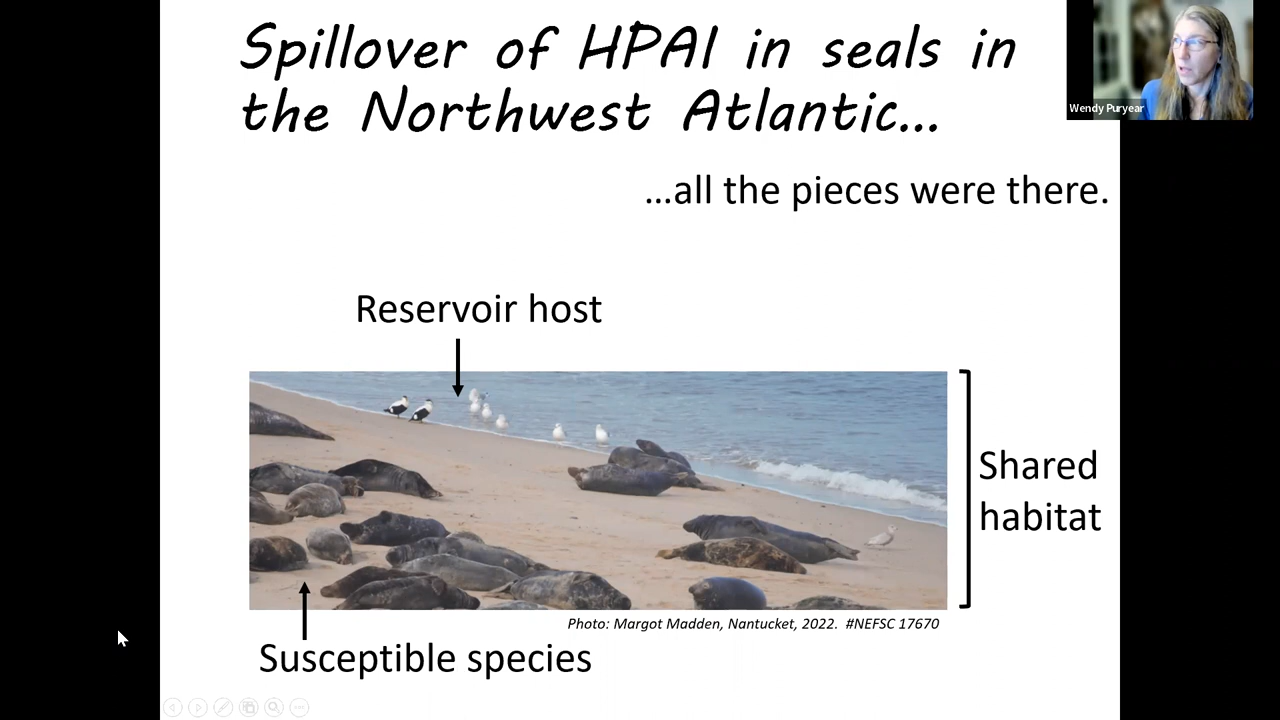 Spillover of HPAI in seals in
the Northwest Atlantic...
Wendy Puryear
...all the pieces were there.
Reservoir host
Shared
habitat
Photo: Margot Madden, Nantucket, 2022. #NEFSC 17670
Susceptible species